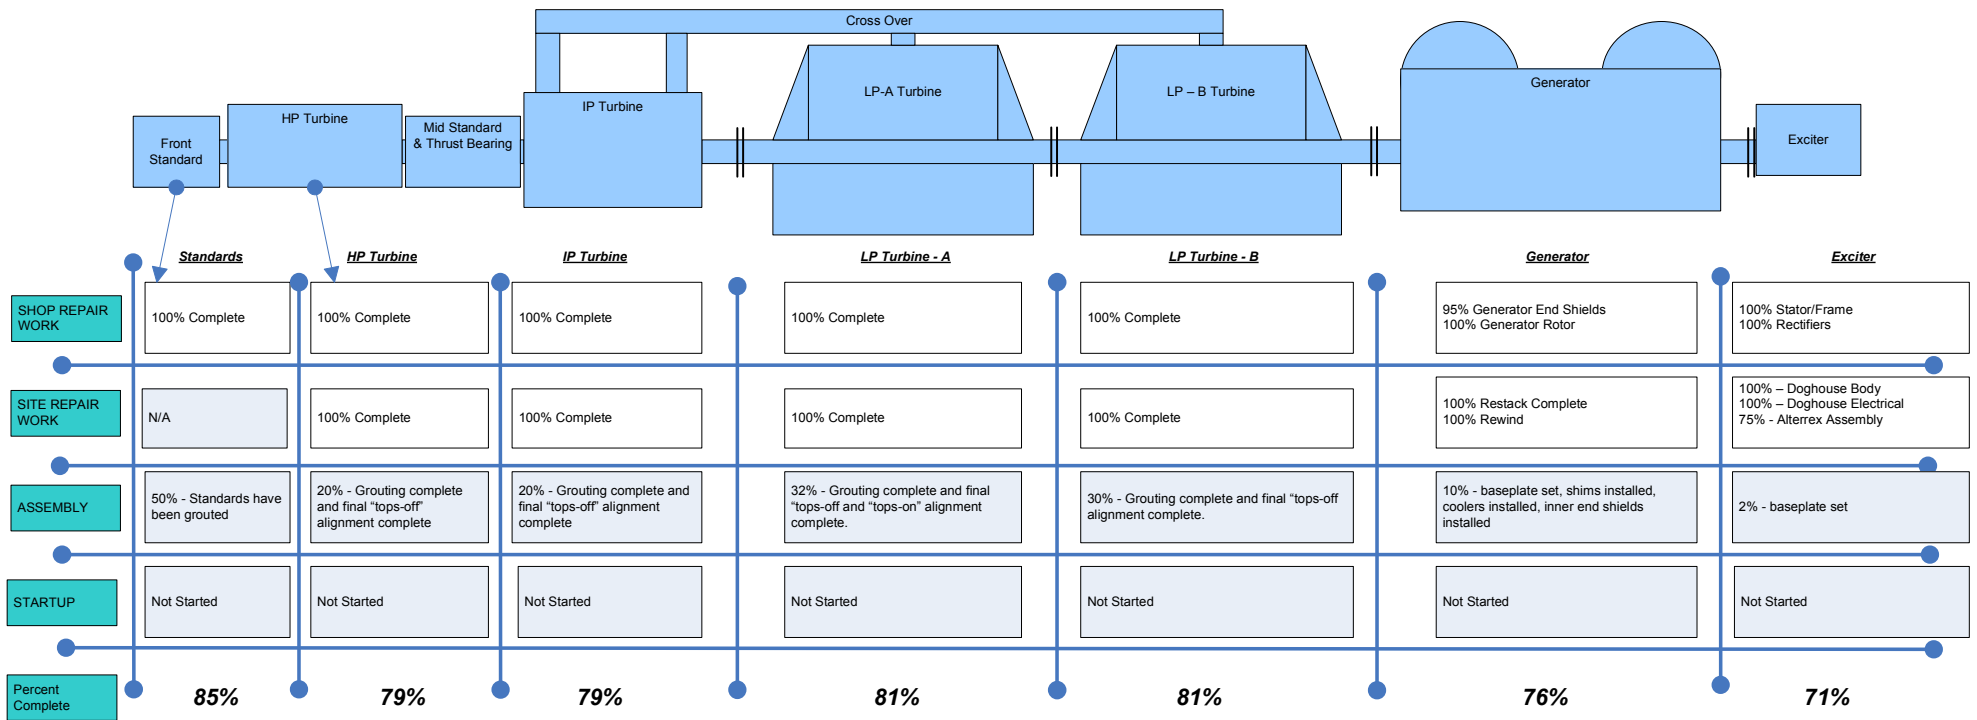 Cross Over
Front
Standard
HP Turbine
Mid Standard
& Thrust Bearing
IP Turbine
LP-A Turbine
LP – B Turbine
Generator
Exciter
Standards
HP Turbine
IP Turbine
LP Turbine - A
LP Turbine - B
Generator
Exciter
SHOP REPAIR
WORK
100% Complete
100% Complete
100% Complete
100% Complete
100% Complete
95% Generator End Shields
100% Generator Rotor
100% Stator/Frame
100% Rectifiers
SITE REPAIR
WORK
N/A
100% Complete
100% Complete
100% Complete
100% Complete
100% Restack Complete
100% Rewind
100% – Doghouse Body
100% – Doghouse Electrical
75% - Alterrex Assembly
ASSEMBLY
50% - Standards have
been grouted
20% - Grouting complete
and final “tops-off”
alignment complete
20% - Grouting complete and
final “tops-off” alignment
complete
32% - Grouting complete and final
“tops-off and “tops-on” alignment
complete.
30% - Grouting complete and final “tops-off
alignment complete.
10% - baseplate set, shims installed,
coolers installed, inner end shields
installed
2% - baseplate set
STARTUP
Not Started
Not Started
Not Started
Not Started
Not Started
Not Started
Not Started
Percent
Complete
85%
79%
79%
81%
81%
76%
71%